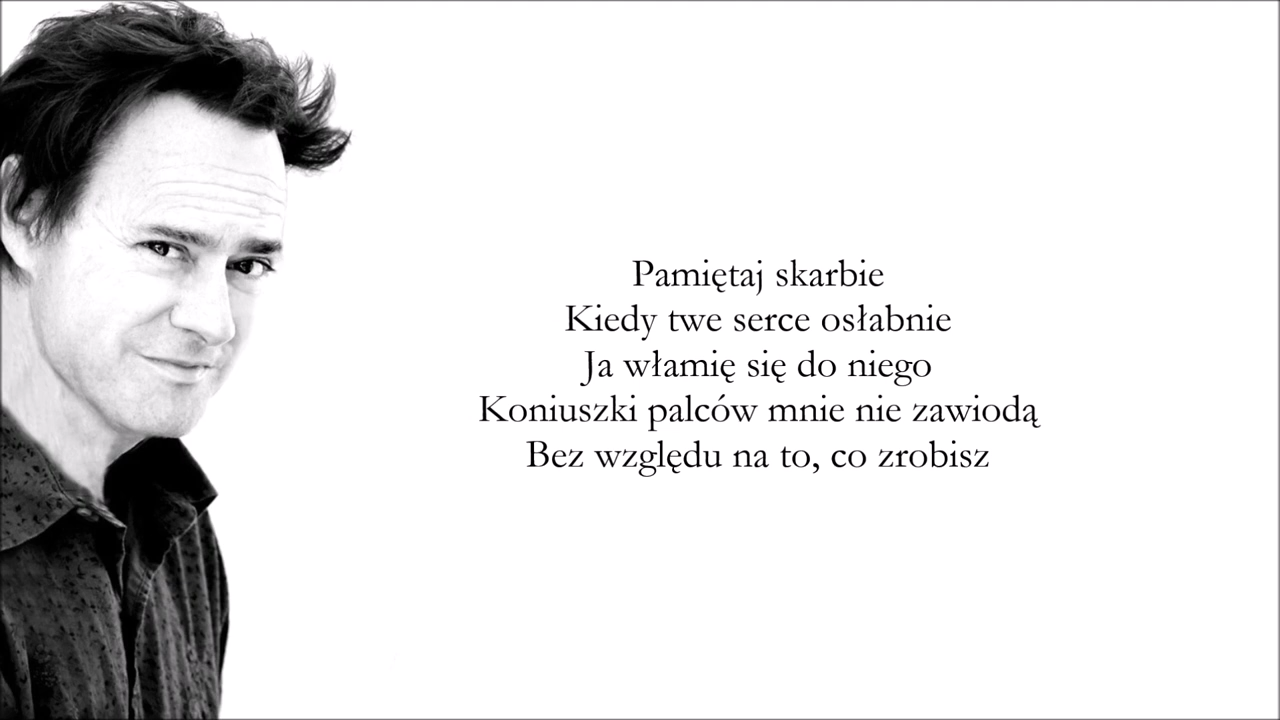 Pamiętaj skarbie
Kiedy twe serce osłabnie
Ja włamię się do niego
Koniuszki palców mnie nie zawiodą
Bez względu na to, co zrobisz